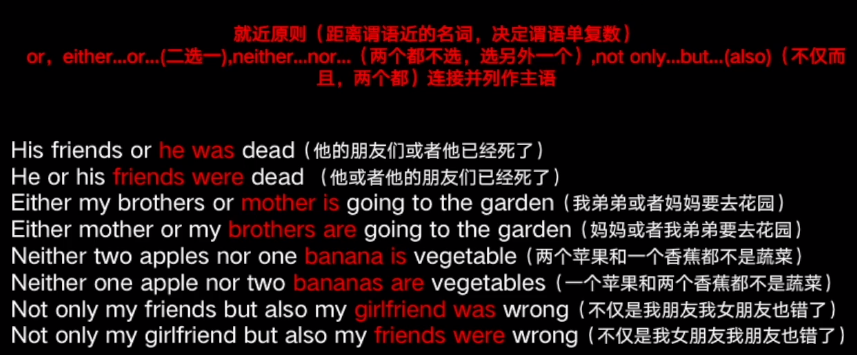 就近原则（距离谓语近的名词，决定谓语单复数）
or，either...or...(二选一),neither...nor...（两个都不选，选另外一个）,not only...but...(also)（不仅而
且，两个都）连接并列作主语
His friends or he was dead（他的朋友们或者他已经死了）
He or his friends were dead （他或者他的朋友们已经死了）
Either my brothers or mother is going to the garden（我弟弟或者妈妈要去花园）
Either mother or my brothers are going to the garden（妈妈或者我弟弟要去花园）
Neither two apples nor one banana is vegetable（两个苹果和一个香蕉都不是蔬菜）
Neither one apple nor two bananas are vegetables（一个苹果和两个香蕉都不是蔬菜）
Not only my friends but also my girlfriend was wrong（不仅是我朋友我女朋友也错了）
Not only my girlfriend but also my friends were wrong（不仅是我女朋友我朋友也错了）